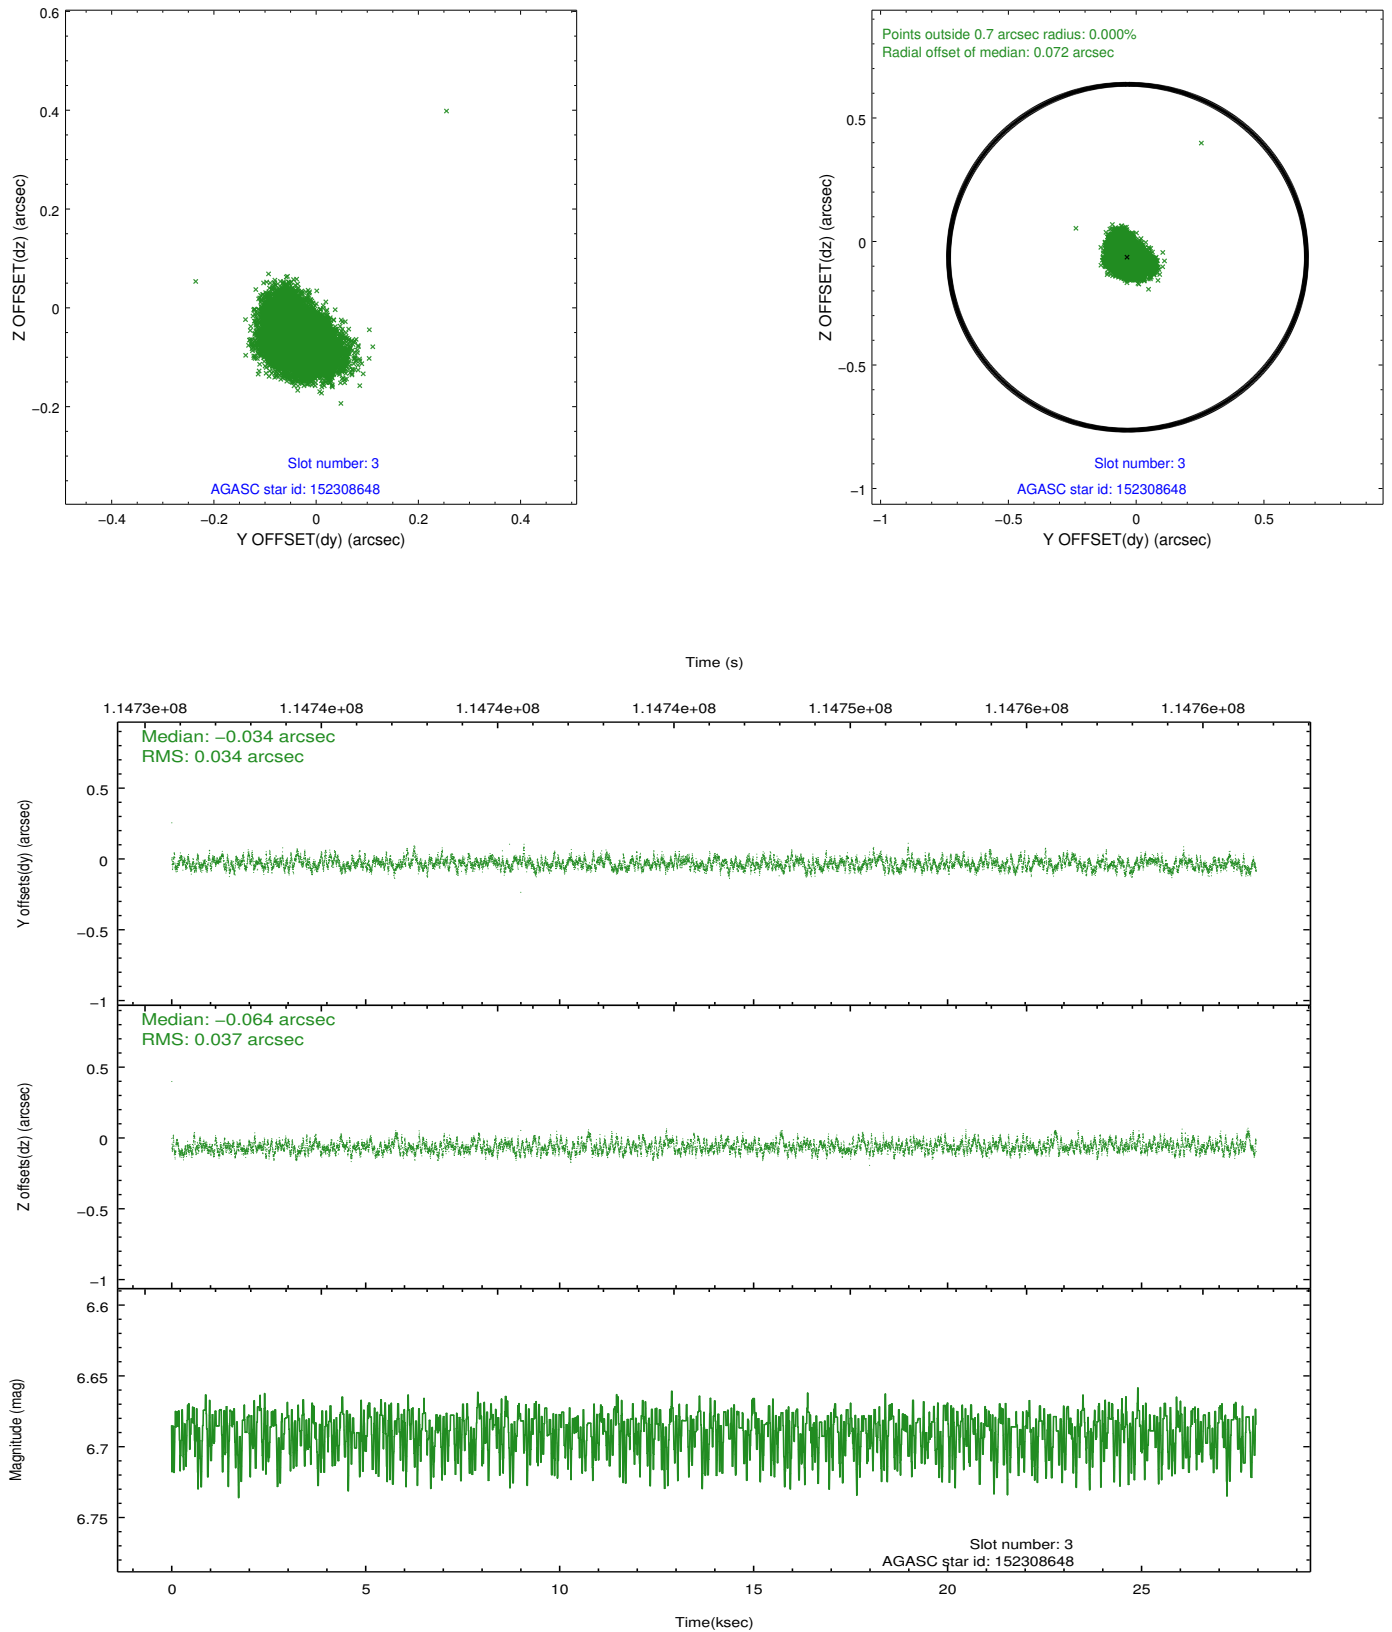 0.6
0.4
0.2
0
−0.2
Z OFFSET(dz) (arcsec)
Slot number: 3
AGASC star id: 152308648
−0.4
−0.2
0
0.2
0.4
Y OFFSET(dy) (arcsec)
Points outside 0.7 arcsec radius: 0.000%
Radial offset of median: 0.072 arcsec
0.5
0
−0.5
−1
Z OFFSET(dz) (arcsec)
Slot number: 3
AGASC star id: 152308648
−1
−0.5
0
0.5
Y OFFSET(dy) (arcsec)
Time (s)
1.1473e+08
1.1474e+08
1.1474e+08
1.1474e+08
1.1475e+08
1.1476e+08
1.1476e+08
Median: −0.034 arcsec
RMS: 0.034 arcsec
0.5
0
−0.5
−1
Y offsets(dy) (arcsec)
Median: −0.064 arcsec
RMS: 0.037 arcsec
0.5
0
−0.5
−1
Z offsets(dz) (arcsec)
6.6
6.65
6.7
6.75
Magnitude (mag)
Slot number: 3
AGASC star id: 152308648
0
5
10
15
20
25
Time(ksec)